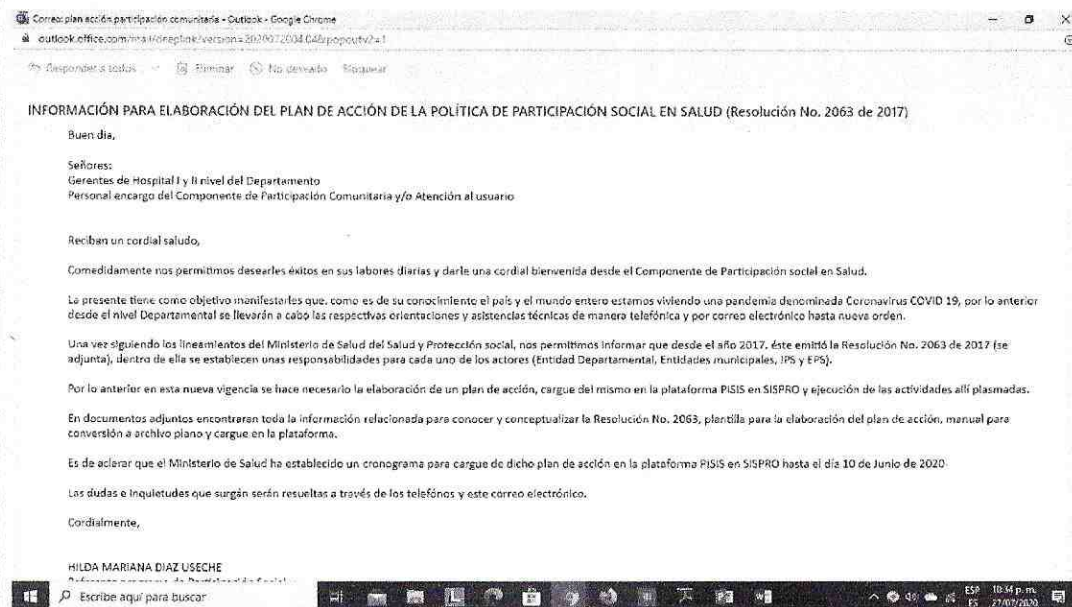 Correo: plan acción participación comunitaria - Outlook - Google Chrome
Responder a todos Eliminar No deseado Bloquear
INFORMACIÓN PARA ELABORACIÓN DEL PLAN DE ACCIÓN DE LA POLÍTICA DE PARTICIPACIÓN SOCIAL EN SALUD (Resolución No. 2063 de 2017)
Buen dia,
Señores:
Gerentes de Hospital I y II nivel del Departamento
Personal encargo del Componente de Participación Comunitaria y/o Atención al usuario
Reciban un cordial saludo,
Comedidamente nos permitimos desearles éxitos en sus labores diarias y darle una cordial bienvenida desde el Componente de Participación social en Salud.
La presente tiene como objetivo manifestarles que, como es de su conocimiento el país y el mundo entero estamos viviendo una pandemia denominada Coronavirus COVID 19, por lo anterior
desde el nivel Departamental se llevarán a cabo las respectivas orientaciones y asistencias técnicas de manera telefónica y por correo electrónico hasta nueva orden.
Una vez siguiendo los lineamientos del Ministerio de Salud del Salud y Protección social, nos permitimos informar que desde el año 2017, éste emitió la Resolución No. 2063 de 2017 (se
adjunta), dentro de ella se establecen unas responsabilidades para cada uno de los actores (Entidad Departamental, Entidades municipales, IPS y EPS).
Por lo anterior en esta nueva vigencia se hace necesario la elaboración de un plan de acción, cargue del mismo en la plataforma PISIS en SISPRO y ejecución de las actividades allí plasmadas.
En documentos adjuntos encontraran toda la información relacionada para conocer y conceptualizar la Resolución No. 2063, plantilla para la elaboración del plan de acción, manual para
conversión a archivo plano y cargue en la plataforma.
Es de aclarar que el Ministerio de Salud ha establecido un cronograma para cargue de dicho plan de acción en la plataforma PISIS en SISPRO hasta el día 10 de Junio de 2020
Las dudas e inquietudes que surgán serán resueltas a través de los telefónos y este correo electrónico.
Cordialmente,
HILDA MARIANA DIAZ USECHE
Escribe aquí para buscar
ESP 10:34 p. m.
ES 27/07/2020